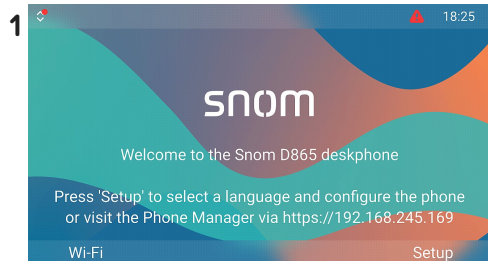 1
18:25
snom
Welcome to the Snom D865 deskphone
Press 'Setup' to select a language and configure the phone
or visit the Phone Manager via https://192.168.245.169
Wi-Fi Setup